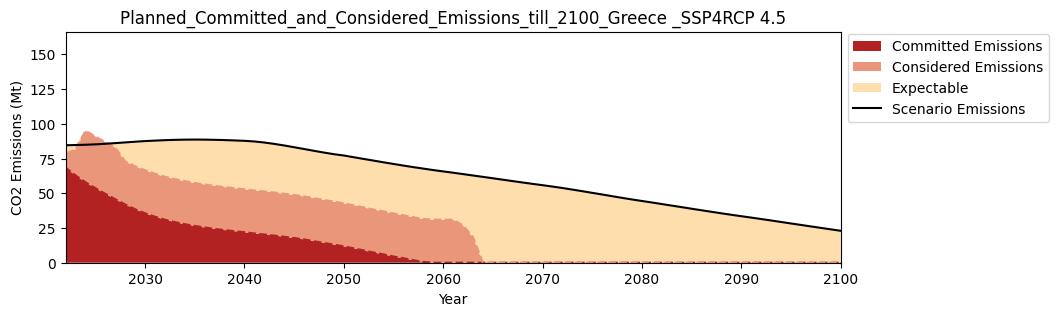 Planned_Committed_and_Considered_Emissions_till_2100_Greece _SSP4RCP 4.5
CO2 Emissions (Mt)
150
125
100
75
50
25
0
2030 2040 2050 2060 2070 2080 2090 2100
Year
Committed Emissions
Considered Emissions
Expectable
Scenario Emissions